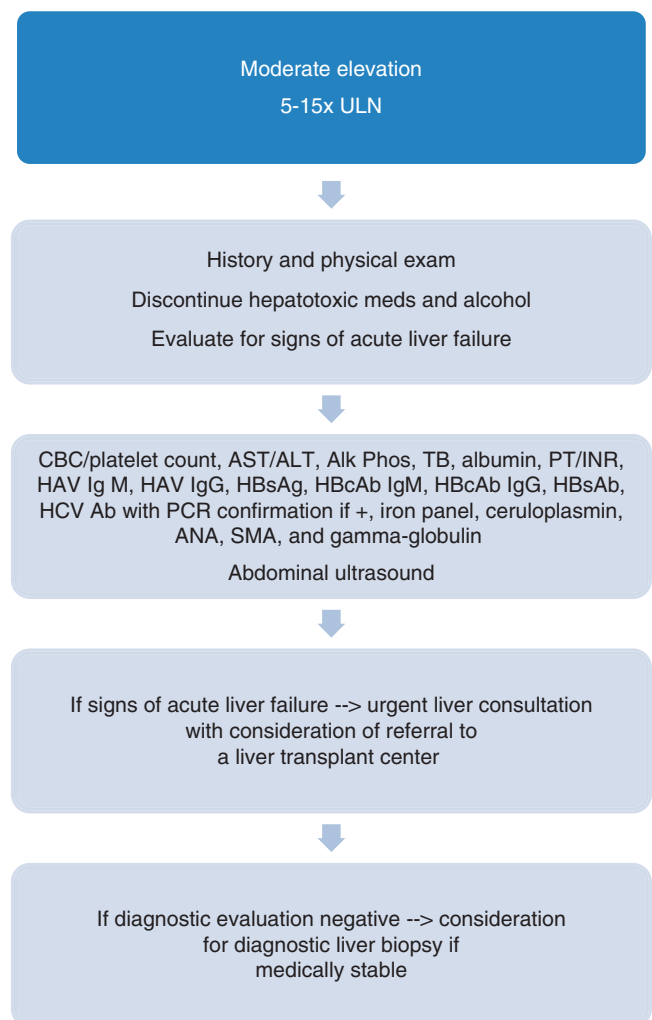 Moderate elevation
5-15x ULN
History and physical exam
Discontinue hepatotoxic meds and alcohol
Evaluate for signs of acute liver failure
CBC/platelet count, AST/ALT, Alk Phos, TB, albumin, PT/INR,
HAV Ig M, HAV IgG, HBsAg, HBcAb IgM, HBcAb IgG, HBsAb,
HCV Ab with PCR confirmation if +, iron panel, ceruloplasmin,
ANA, SMA, and gamma-globulin
Abdominal ultrasound
If signs of acute liver failure --> urgent liver consultation
with consideration of referral to
a liver transplant center
If diagnostic evaluation negative --> consideration
for diagnostic liver biopsy if
medically stable